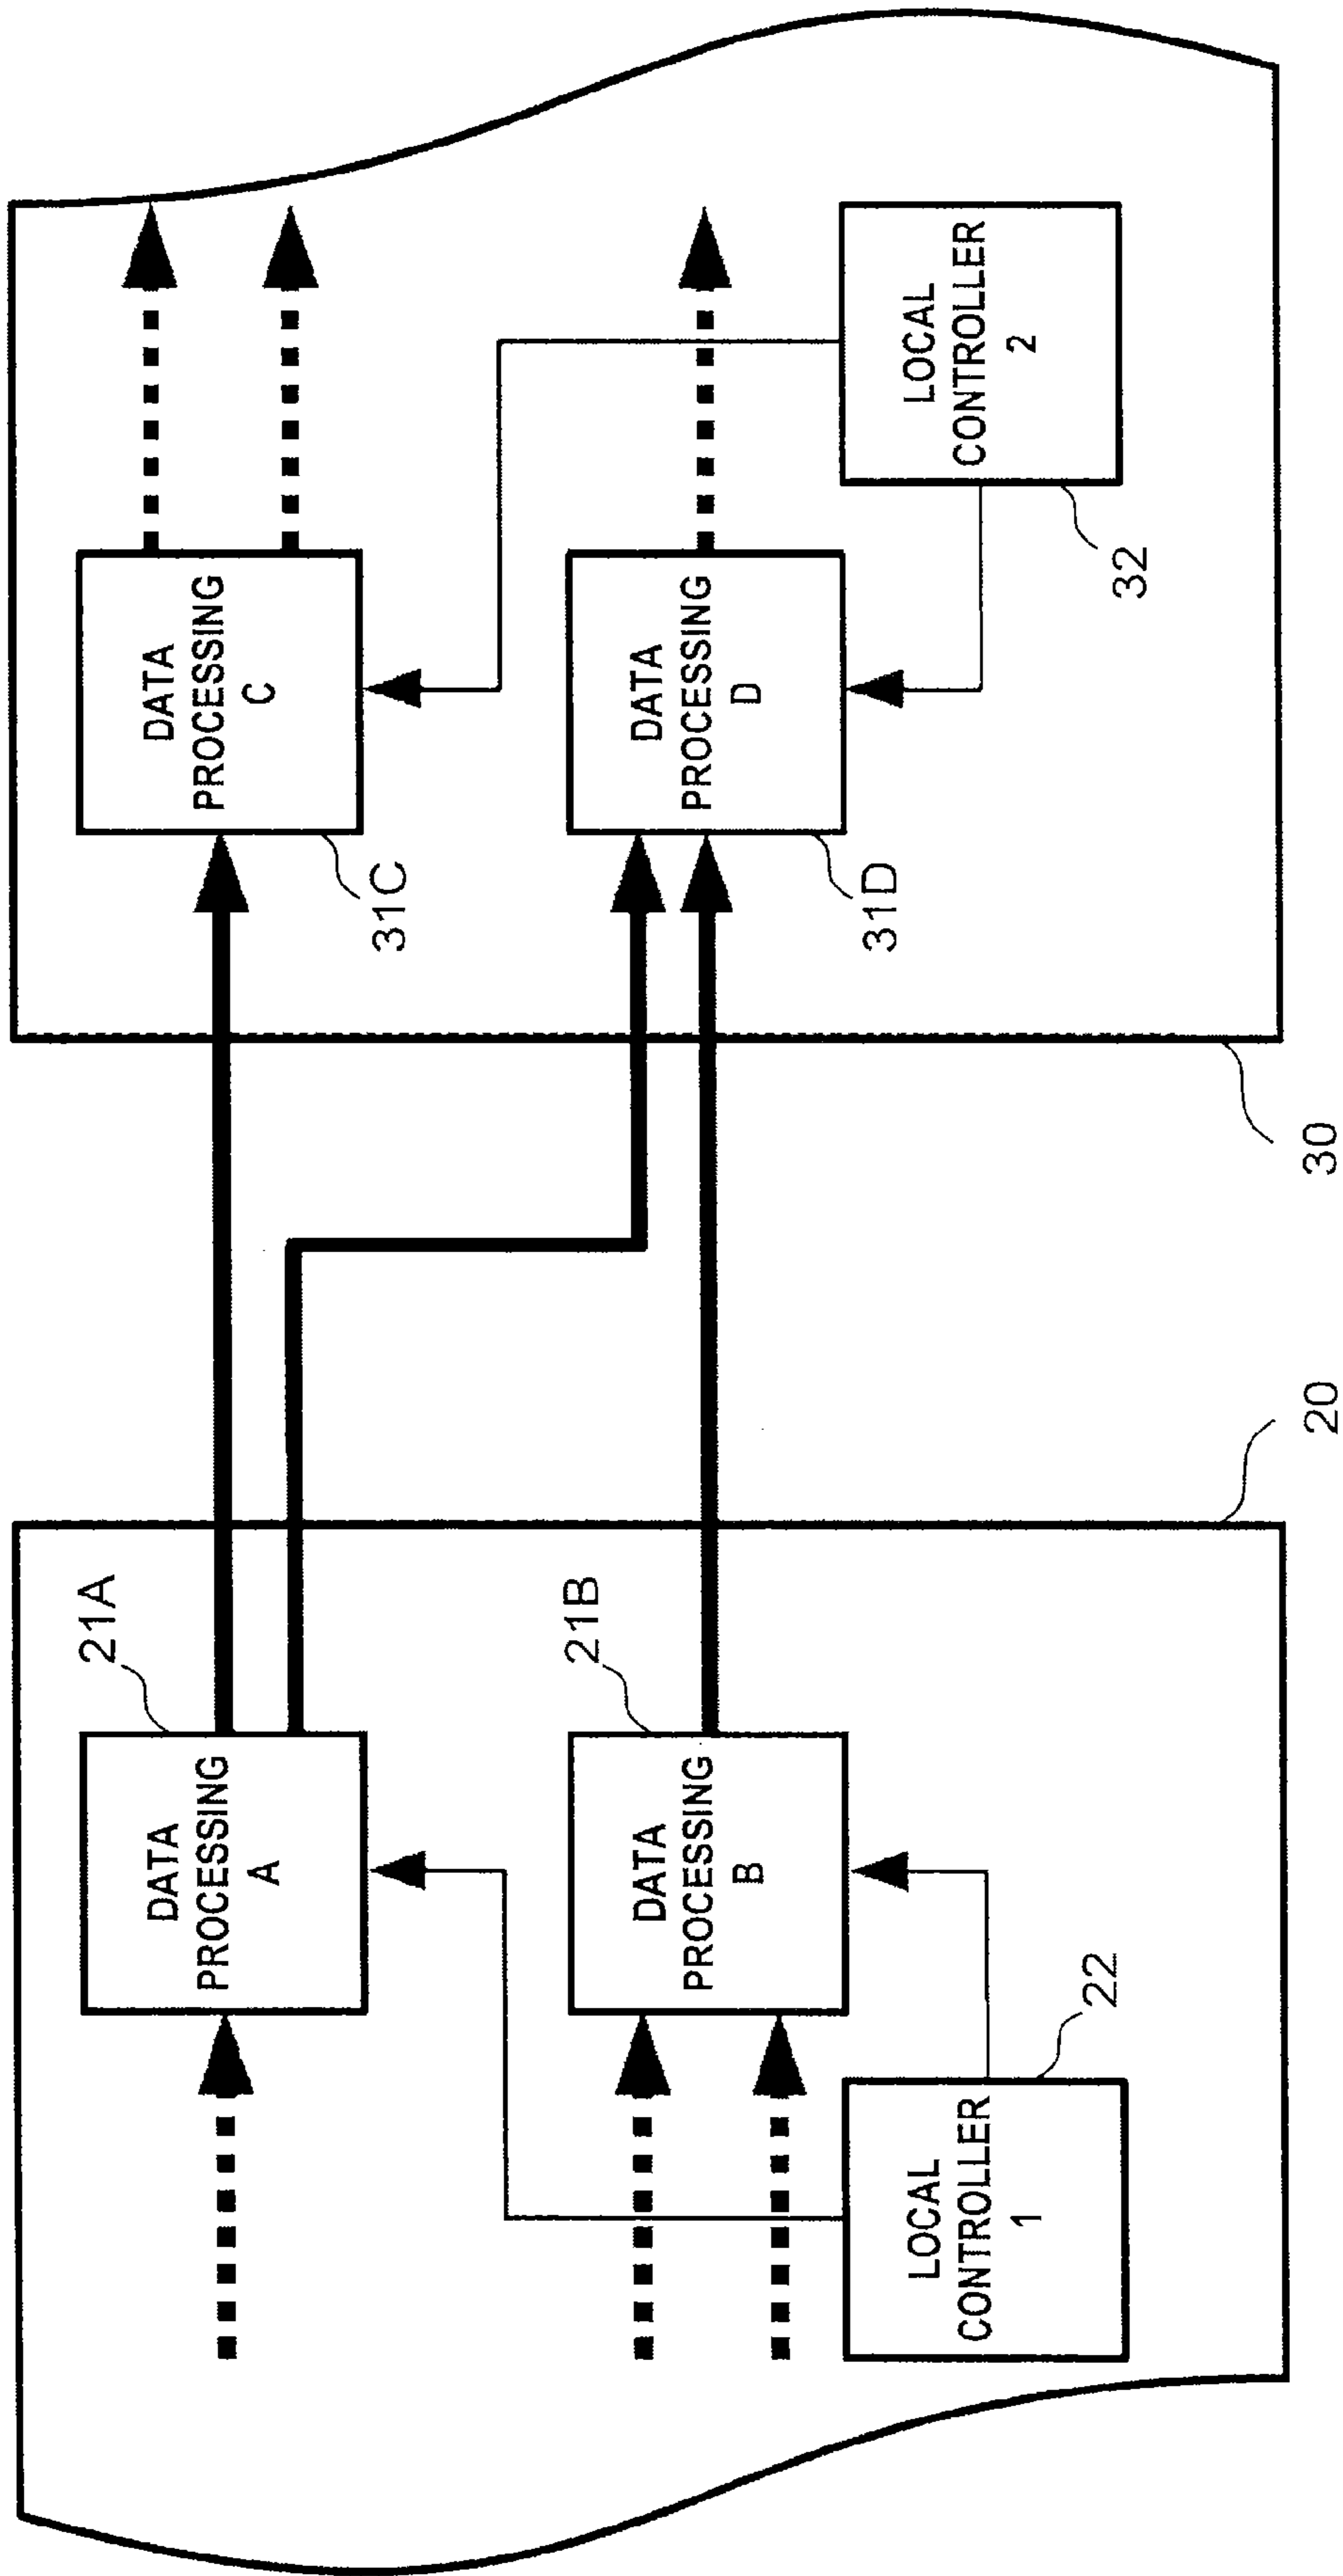 21A
DATA
PROCESSING
A
21B
DATA
PROCESSING
B
22
LOCAL
CONTROLLER
1
20
DATA
PROCESSING
C
31C
DATA
PROCESSING
D
31D
LOCAL
CONTROLLER
2
32
30